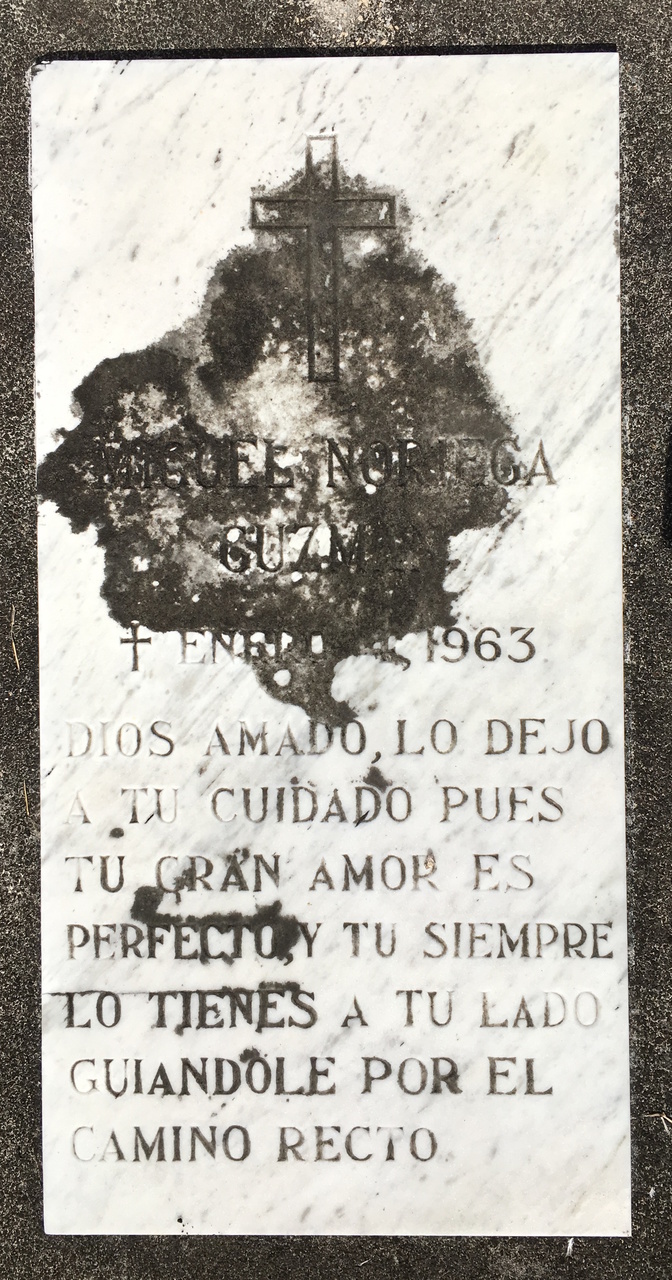 MIGUEL NORIEGA
GUZMAN
† ENERO 1963
DIOS AMADO, LO DEJO
A TU CUIDADO PUES
TU GRAN AMOR ES
PERFECTO, Y TU SIEMPRE
LO TIENES A TU LADO
GUIANDOLE POR EL
CAMINO RECTO